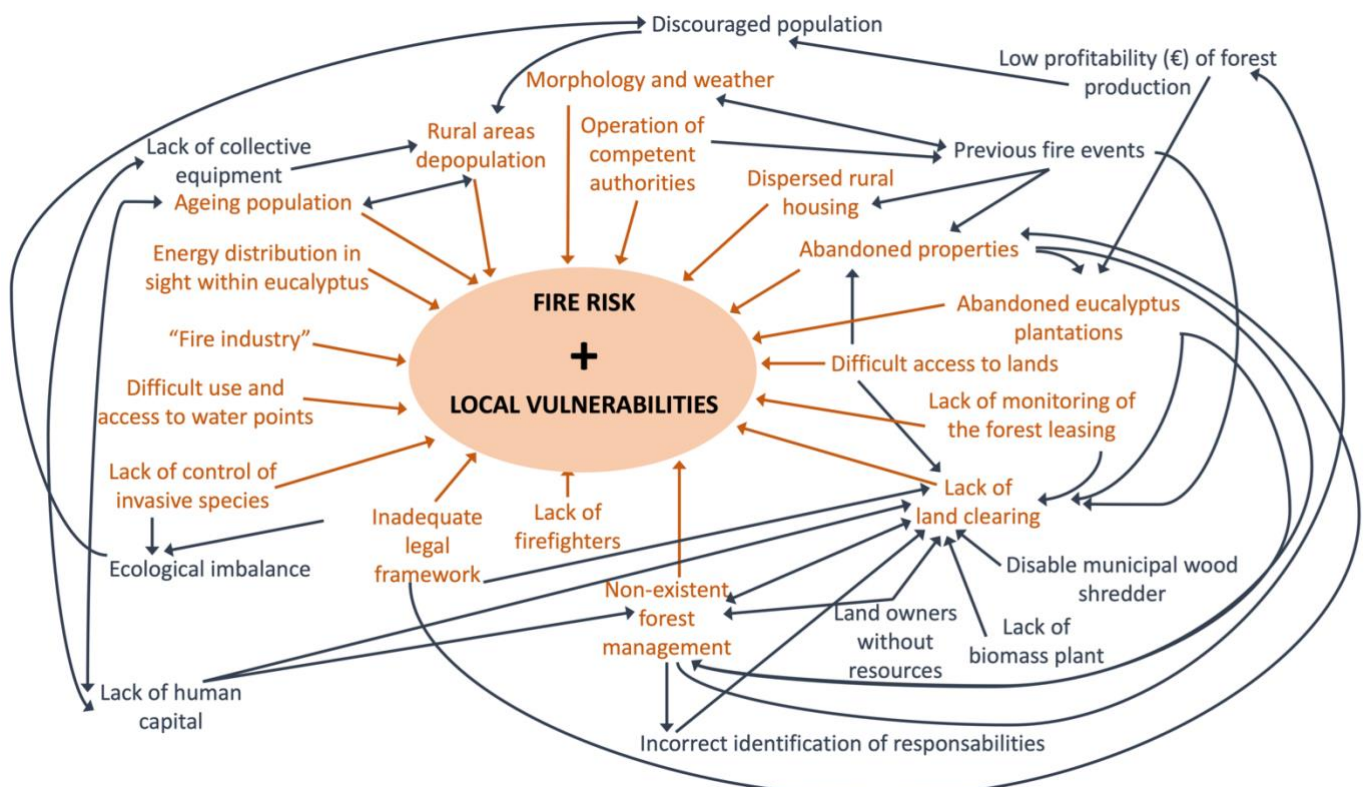 Discouraged population
Low profitability (€) of forest
production
Morphology and weather
Operation of
competent
authorities
Rural areas
depopulation
Lack of collective
equipment
Previous fire events
Dispersed rural
housing
Ageing population
Abandoned properties
Energy distribution in
sight within eucalyptus
FIRE RISK
+
LOCAL VULNERABILITIES
Abandoned eucalyptus
plantations
“Fire industry”
Difficult access to lands
Difficult use and
access to water points
Lack of monitoring of
the forest leasing
Lack of control of
invasive species
Lack of
land clearing
Inadequate
legal
framework
Lack of
firefighters
Ecological imbalance
Disable municipal wood
shredder
Non-existent
forest
management
Land owners
without
resources
Lack of
biomass plant
Lack of human
capital
Incorrect identification of responsabilities